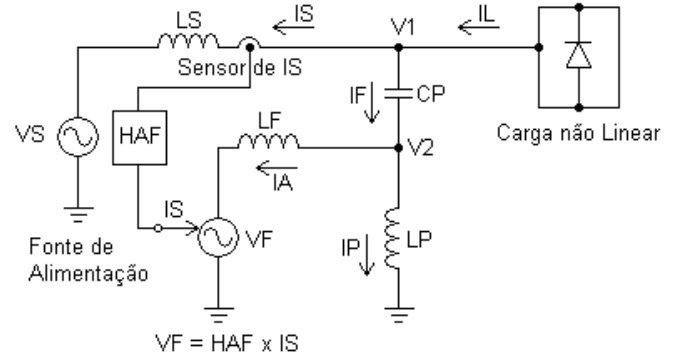 LS
IS
V1
IL
Sensor de IS
IF
CP
VS
HAF
LF
V2
Carga não Linear
IA
IS
VF
IP
LP
Fonte de
Alimentação
VF = HAF x IS